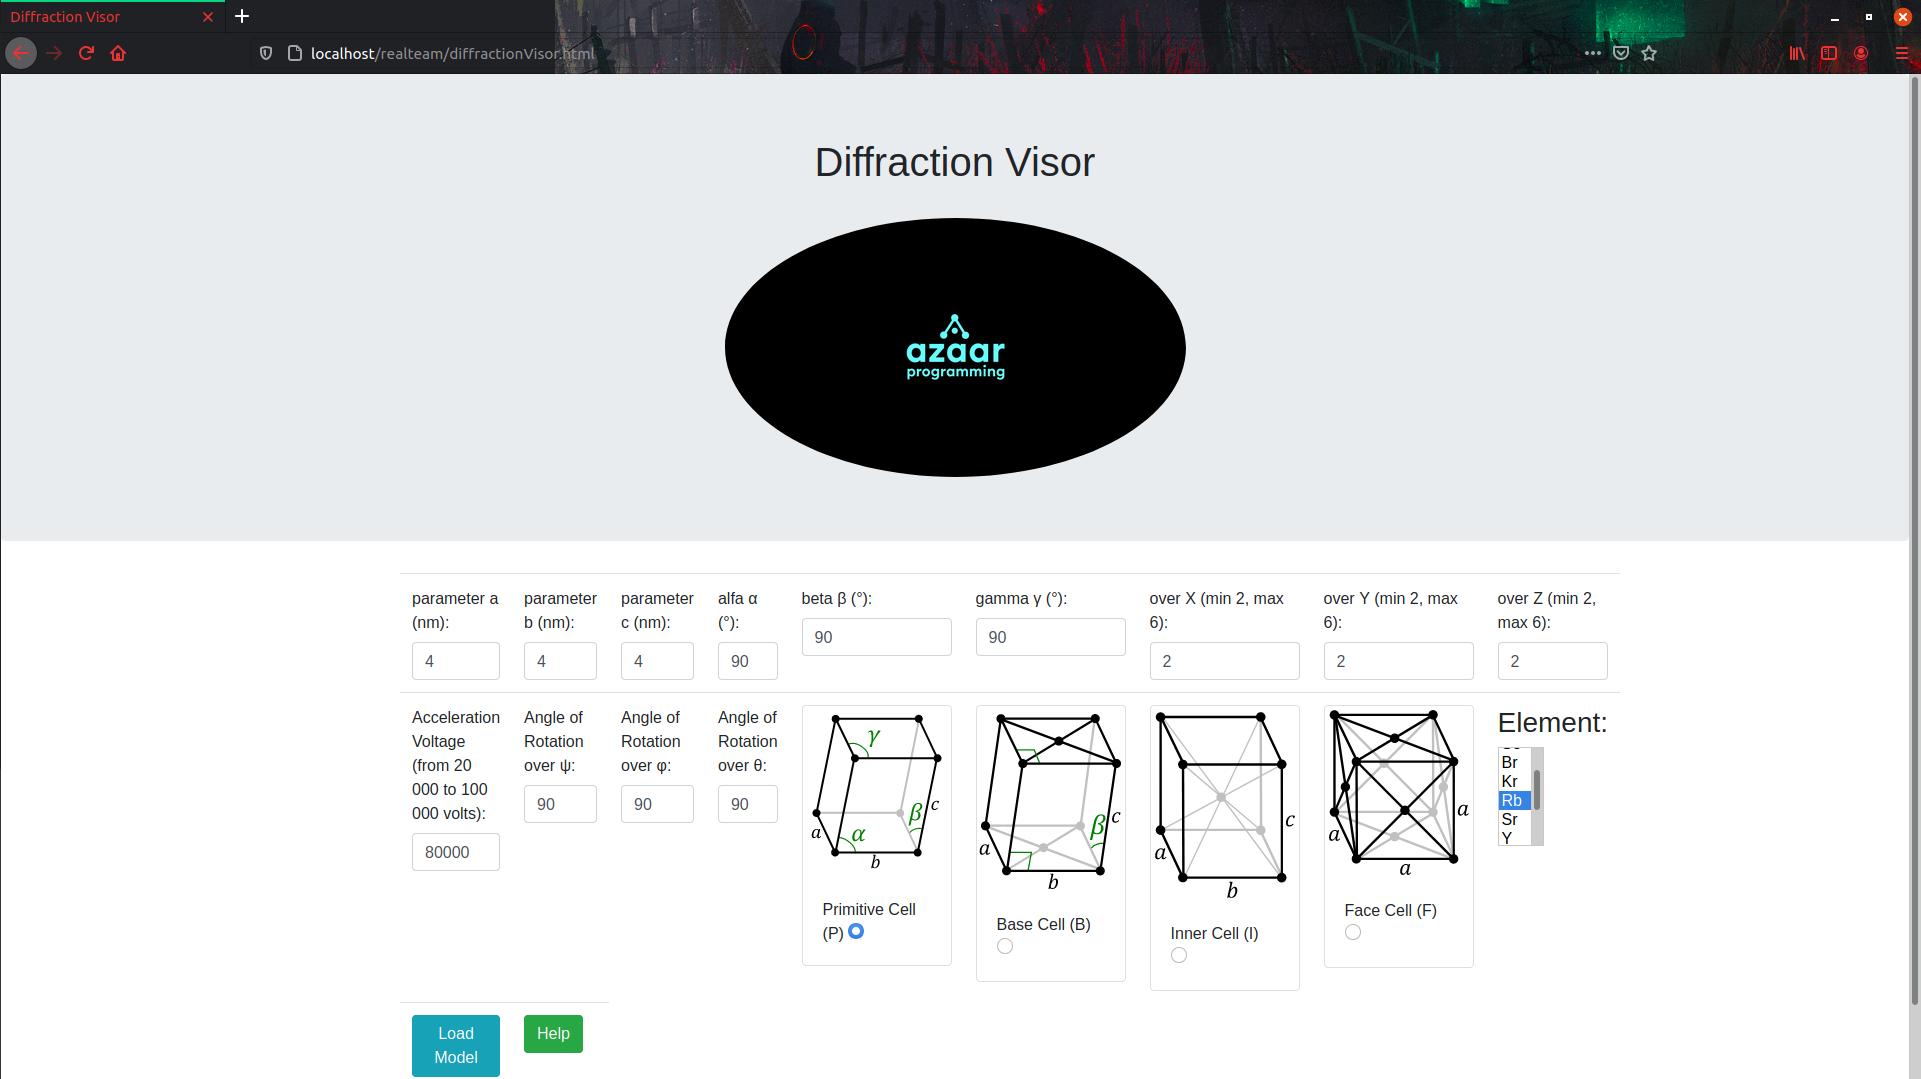 Diffraction Visor
localhost/realteam/diffractionVisor.html
Diffraction Visor
azaar
programming
parameter a (nm):
4
parameter b (nm):
4
parameter c (nm):
4
alfa α (°):
90
beta β (°):
90
gamma γ (°):
90
over X (min 2, max 6):
2
over Y (min 2, max 6):
2
over Z (min 2, max 6):
2
Acceleration
Voltage
(from 20
000 to 100
000 volts):
80000
Angle of
Rotation
over ψ:
90
Angle of
Rotation
over φ:
90
Angle of
Rotation
over θ:
90
γ
β
c
a
α
b
Primitive Cell
(P)
β
c
a
b
Base Cell (B)
c
a
b
Inner Cell (I)
a
a
a
Face Cell (F)
Element:
Br
Kr
Rb
Sr
Y
Load
Model
Help